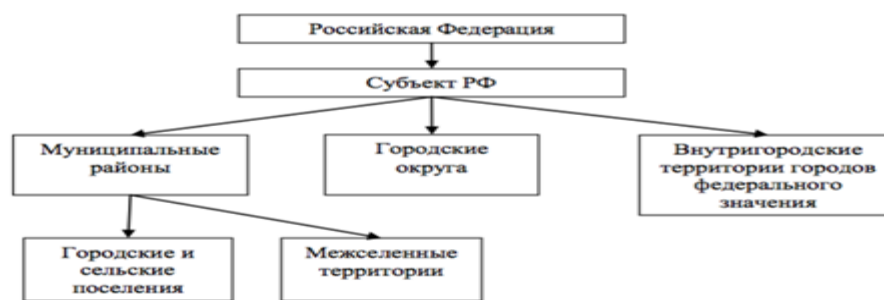 Российская Федерация
Субъект РФ
Муниципальные
районы
Городские
округа
Внутригородские
территории городов
федерального
значения
Городские и
сельские
поселения
Межселенные
территории